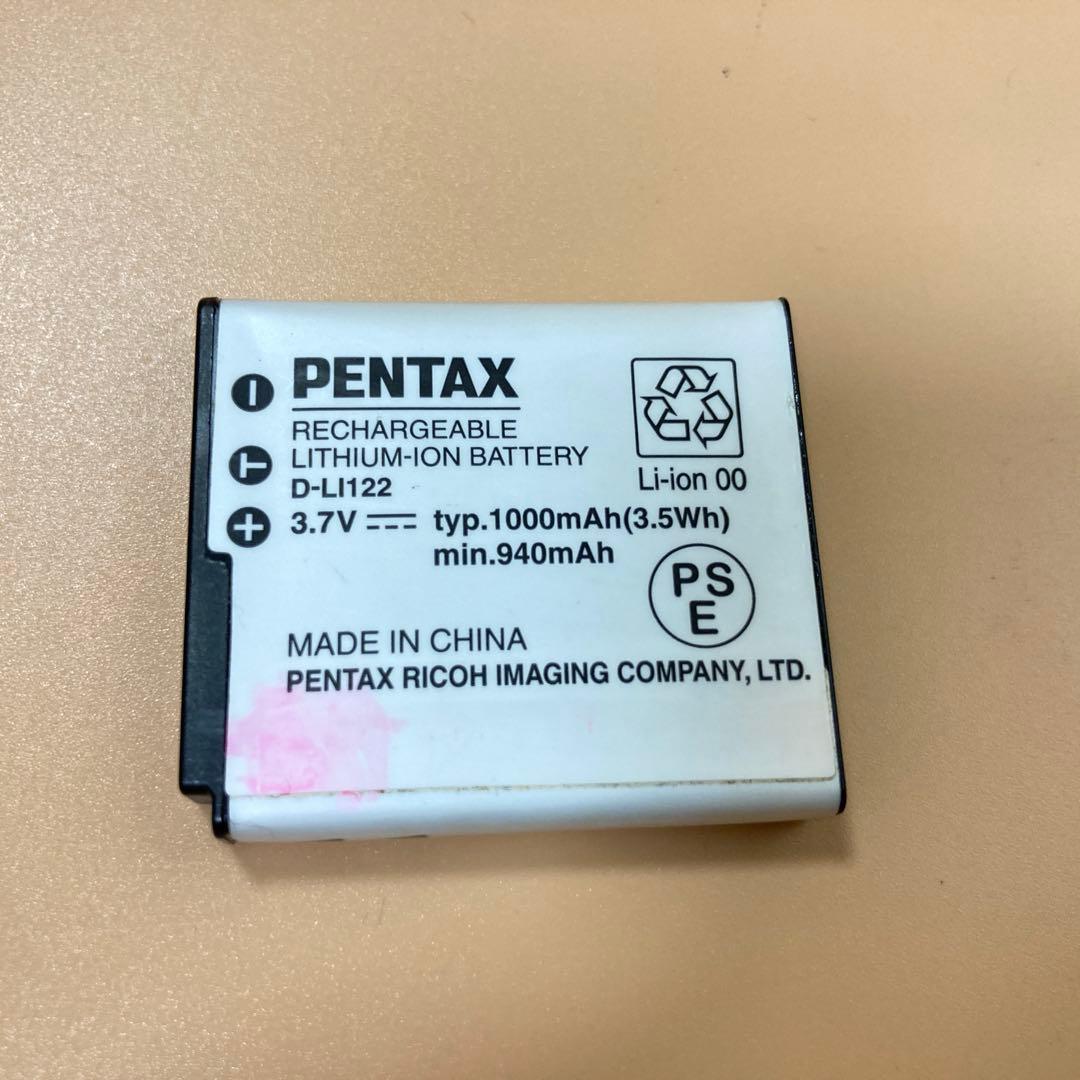 PENTAX
RECHARGEABLE
LITHIUM-ION BATTERY
D-LI122
3.7V typ.1000mAh(3.5Wh)
min.940mAh
Li-ion 00
− T +
PS
E
MADE IN CHINA
PENTAX RICOH IMAGING COMPANY, LTD.